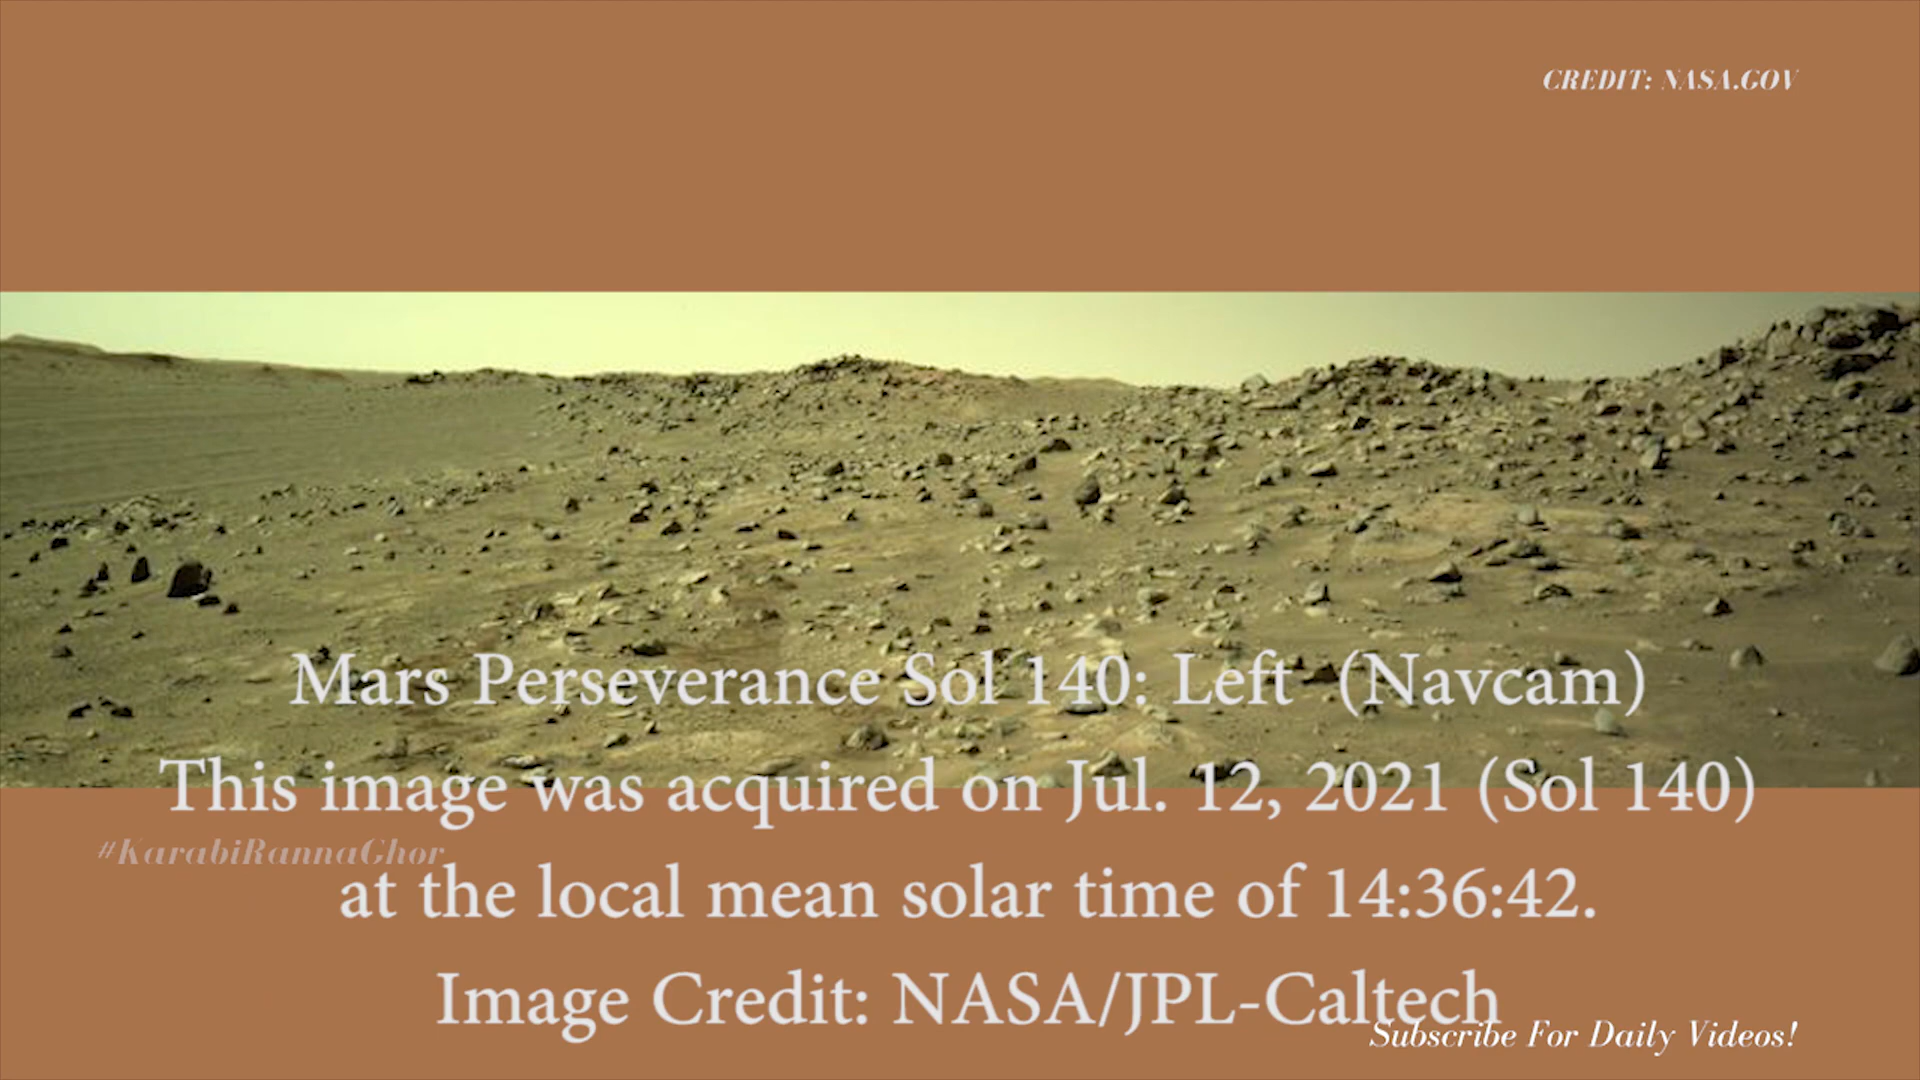 CREDIT: NASA.GOV
Mars Perseverance Sol 140: Left (Navcam)
This image was acquired on Jul. 12, 2021 (Sol 140)
#KarabiRannaGhor
at the local mean solar time of 14:36:42.
Image Credit: NASA/JPL-Caltech
Subscribe For Daily Videos!